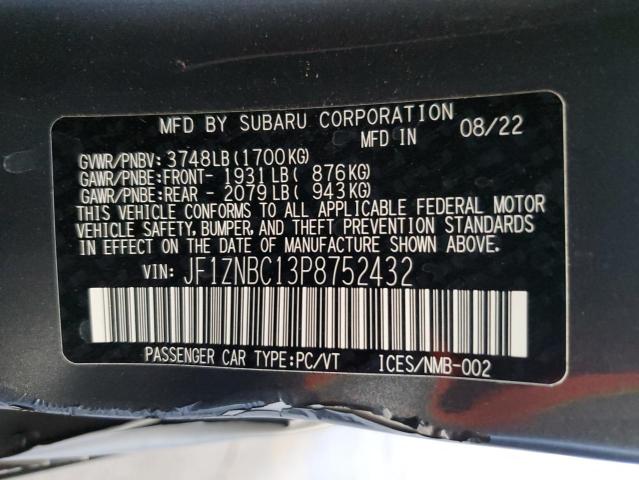 MFD BY SUBARU CORPORATION
MFD IN 08/22
GVWR/PNBV: 3748LB(1700KG)
GAWR/PNBE:FRONT- 1931LB( 876KG)
GAWR/PNBE:REAR - 2079LB( 943KG)
THIS VEHICLE CONFORMS TO ALL APPLICABLE FEDERAL MOTOR
VEHICLE SAFETY, BUMPER, AND THEFT PREVENTION STANDARDS
IN EFFECT ON THE DATE OF MANUFACTURE SHOWN ABOVE.
VIN: JF1ZNBC13P8752432
PASSENGER CAR TYPE:PC/VT ICES/NMB-002